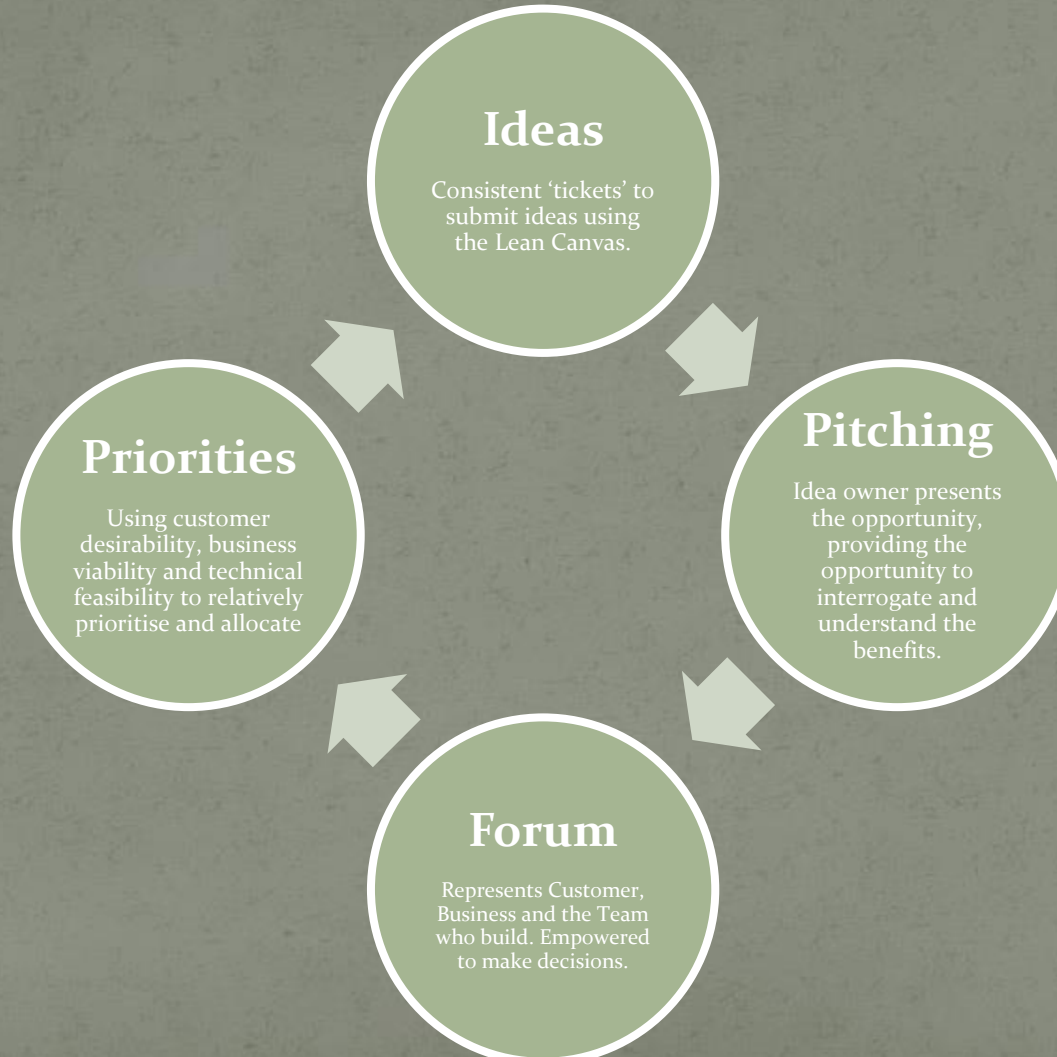 Ideas
Consistent ‘tickets’ to
submit ideas using
the Lean Canvas.
Pitching
Idea owner presents
the opportunity,
providing the
opportunity to
interrogate and
understand the
benefits.
Forum
Represents Customer,
Business and the Team
who build. Empowered
to make decisions.
Priorities
Using customer
desirability, business
viability and technical
feasibility to relatively
prioritise and allocate